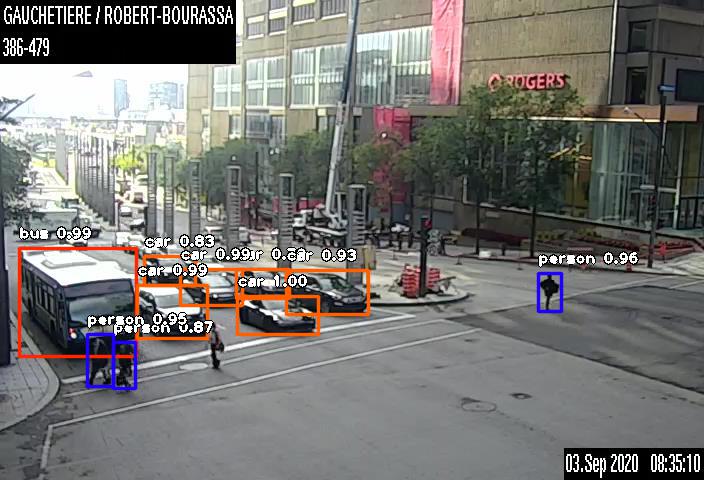 GAUCHETIERE / ROBERT-BOURASSA
386-479
ROGERS
bus 0.99
car 0.83
car 0.99
car 0.93
car 0.99
car 1.00
person 0.96
person 0.95
person 0.87
03.Sep 2020 08:35:10